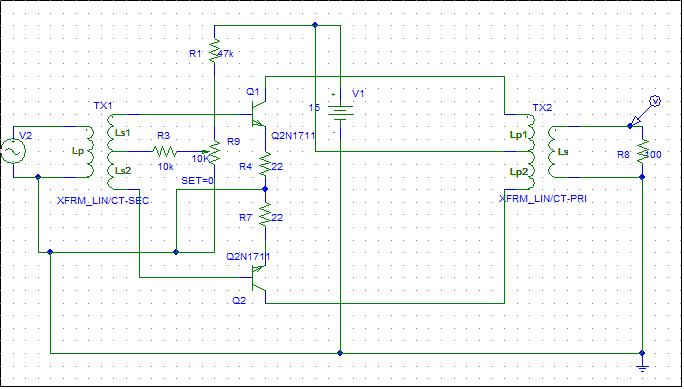 R1 47k
Q1
V1
+
15
-
TX1
TX2
V
V2
+
Ls1
Lp
R3
10k
Ls2
R9
10K
SET=0
Q2N1711
R4 22
Lp1
Ls
Lp2
R8 100
XFRM_LIN/CT-SEC
XFRM_LIN/CT-PRI
R7 22
Q2N1711
Q2